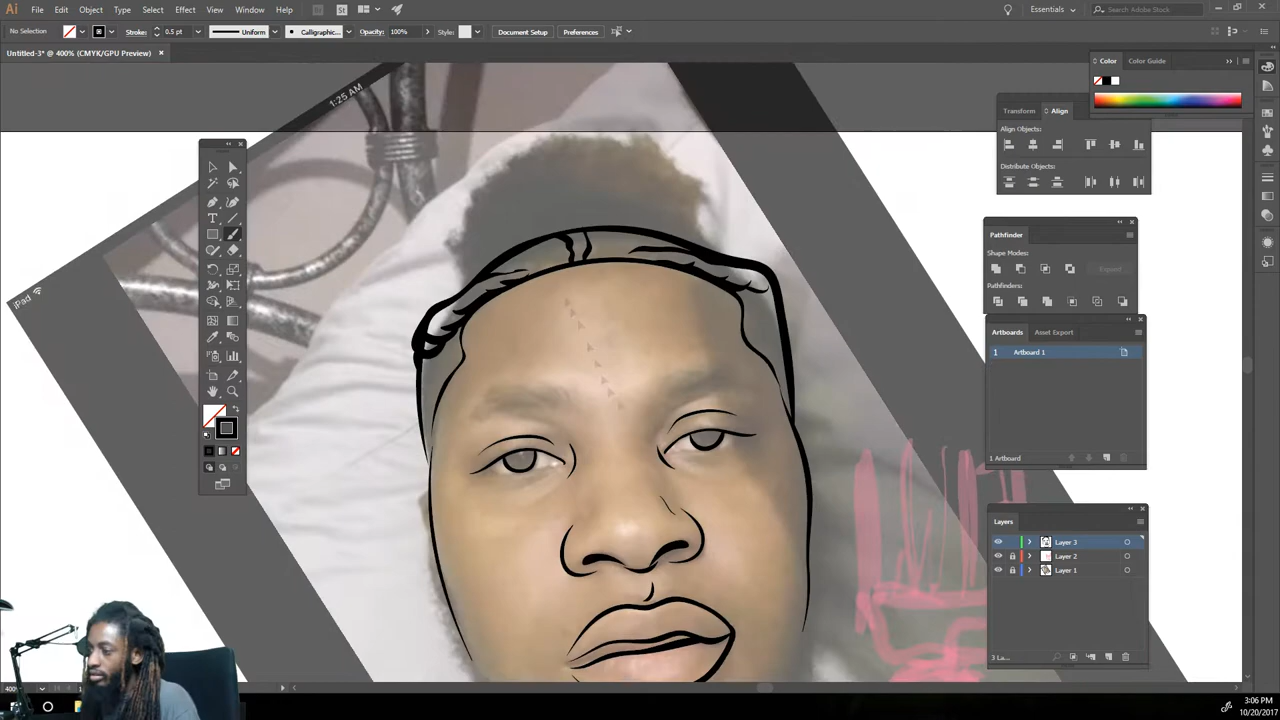 Ai File Edit Object Type Select Effect View Window Help Br St Essentials Search Adobe Stock
No Selection Stroke: 0.5 pt Uniform Calligraphic... Opacity: 100% Style: Document Setup Preferences
Untitled-3* @ 400% (CMYK/GPU Preview)
Color Color Guide
1:25 AM
Transform Align
Align Objects:
Distribute Objects:
Pathfinder
Shape Modes:
Expand
Pathfinders:
iPad
Artboards Asset Export
1 Artboard 1
1 Artboard
Layers
Layer 3
Layer 2
Layer 1
3 La...
400%
3:06 PM
10/20/2017